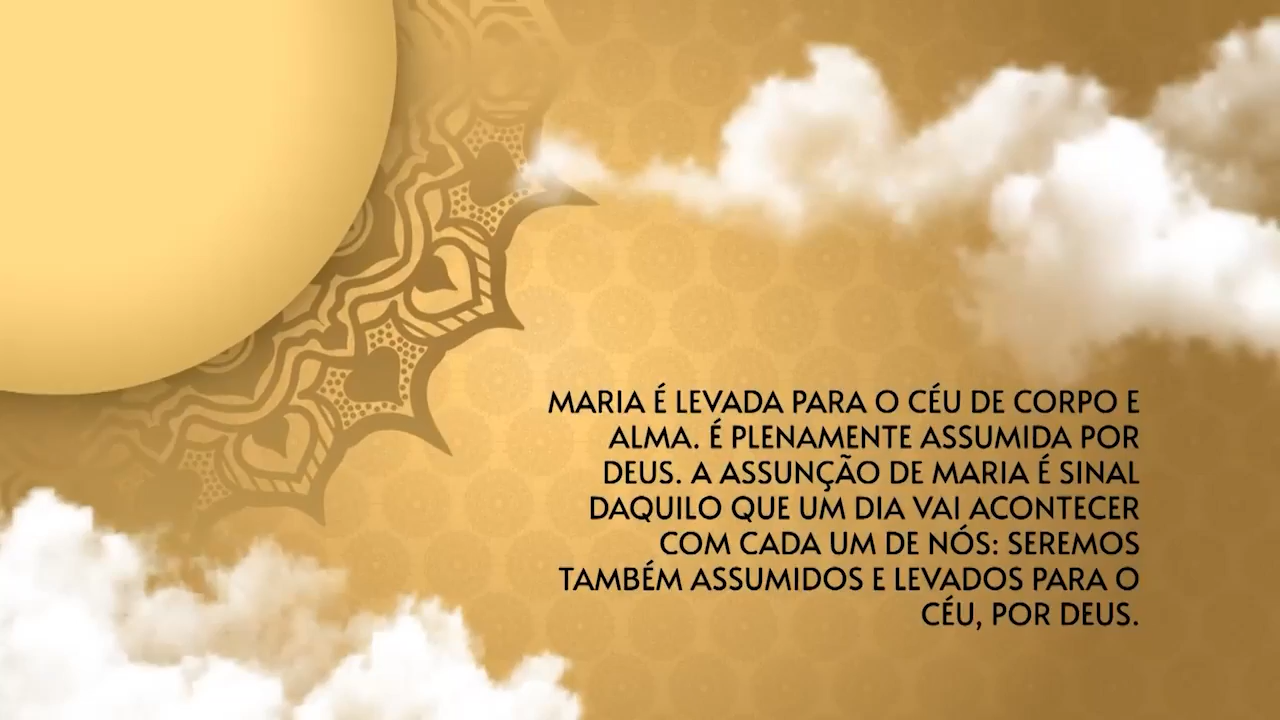 MARIA É LEVADA PARA O CÉU DE CORPO E
ALMA. É PLENAMENTE ASSUMIDA POR
DEUS. A ASSUNÇÃO DE MARIA É SINAL
DAQUILO QUE UM DIA VAI ACONTECER
COM CADA UM DE NÓS: SEREMOS
TAMBÉM ASSUMIDOS E LEVADOS PARA O
CÉU, POR DEUS.